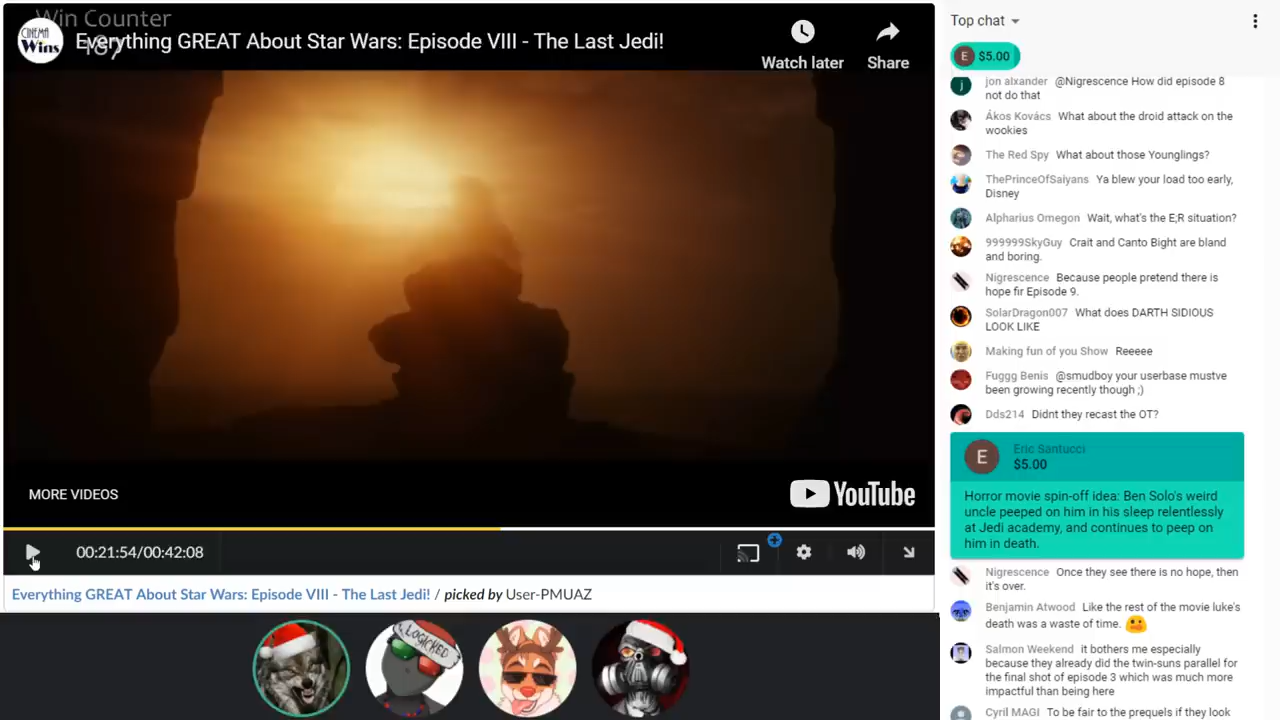 Win Counter
187
CINEMA
Wins
Everything GREAT About Star Wars: Episode VIII - The Last Jedi!
Watch later
Share
MORE VIDEOS
YouTube
00:21:54/00:42:08
Everything GREAT About Star Wars: Episode VIII - The Last Jedi! / picked by User-PMUAZ
LOGICKED
Top chat
E $5.00
j jon alxander @Nigrescence How did episode 8
not do that
Ákos Kovács What about the droid attack on the
wookies
The Red Spy What about those Younglings?
ThePrinceOfSaiyans Ya blew your load too early,
Disney
Alpharius Omegon Wait, what's the E;R situation?
999999SkyGuy Crait and Canto Bight are bland
and boring.
Nigrescence Because people pretend there is
hope fir Episode 9.
SolarDragon007 What does DARTH SIDIOUS
LOOK LIKE
Making fun of you Show Reeeee
Fuggg Benis @smudboy your userbase mustve
been growing recently though ;)
Dds214 Didnt they recast the OT?
E Eric Santucci
$5.00
Horror movie spin-off idea: Ben Solo's weird
uncle peeped on him in his sleep relentlessly
at Jedi academy, and continues to peep on
him in death.
Nigrescence Once they see there is no hope, then
it's over.
Benjamin Atwood Like the rest of the movie luke's
death was a waste of time.
Salmon Weekend it bothers me especially
because they already did the twin-suns parallel for
the final shot of episode 3 which was much more
impactful than being here
Cyril MAGI To be fair to the prequels if they look